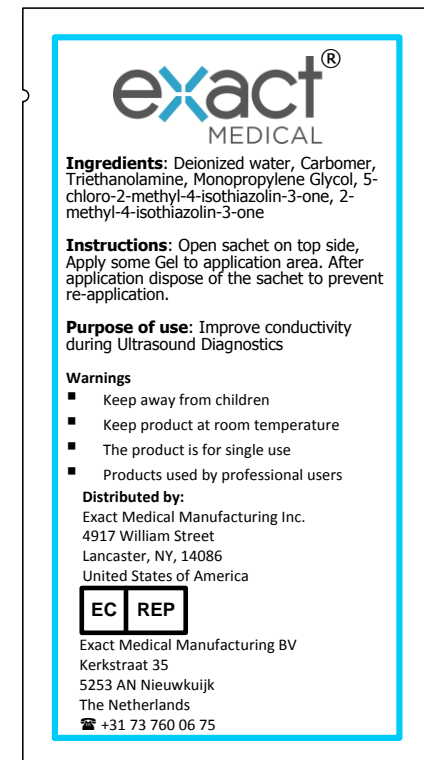 exact®
MEDICAL
Ingredients: Deionized water, Carbomer,
Triethanolamine, Monopropylene Glycol, 5-
chloro-2-methyl-4-isothiazolin-3-one, 2-
methyl-4-isothiazolin-3-one
Instructions: Open sachet on top side,
Apply some Gel to application area. After
application dispose of the sachet to prevent
re-application.
Purpose of use: Improve conductivity
during Ultrasound Diagnostics
Warnings
▪ Keep away from children
▪ Keep product at room temperature
▪ The product is for single use
▪ Products used by professional users
Distributed by:
Exact Medical Manufacturing Inc.
4917 William Street
Lancaster, NY, 14086
United States of America
EC REP
Exact Medical Manufacturing BV
Kerkstraat 35
5253 AN Nieuwkuijk
The Netherlands
☎ +31 73 760 06 75